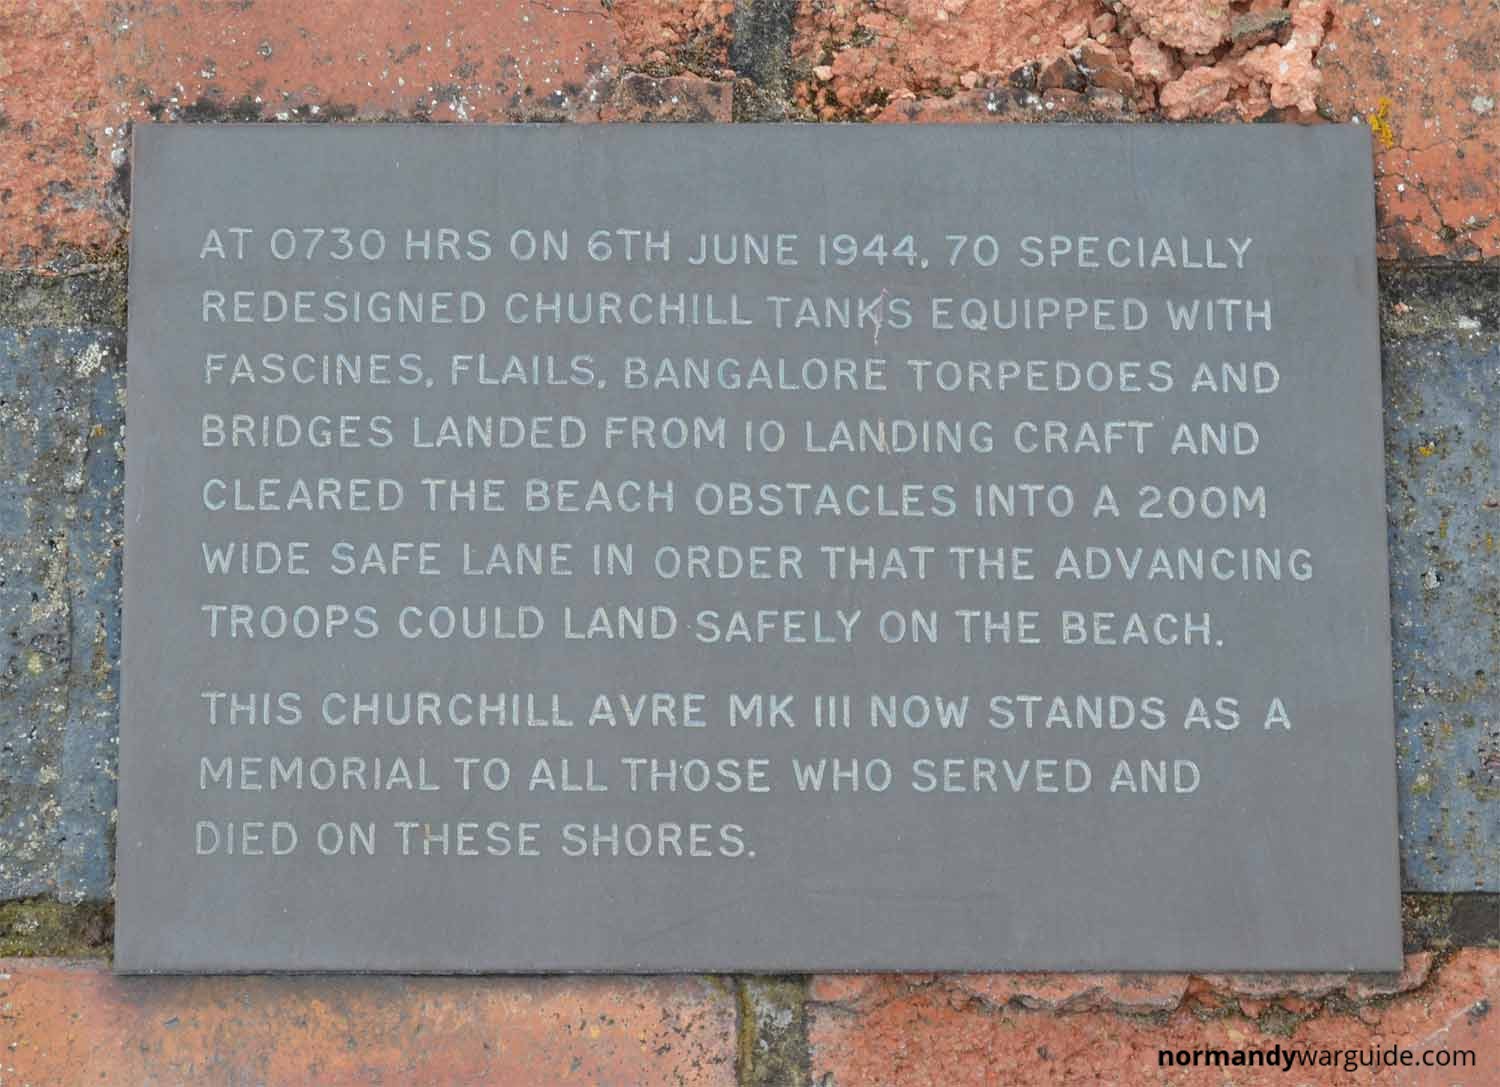 AT 0730 HRS ON 6TH JUNE 1944, 70 SPECIALLY
REDESIGNED CHURCHILL TANKS EQUIPPED WITH
FASCINES, FLAILS, BANGALORE TORPEDOES AND
BRIDGES LANDED FROM 10 LANDING CRAFT AND
CLEARED THE BEACH OBSTACLES INTO A 200M
WIDE SAFE LANE IN ORDER THAT THE ADVANCING
TROOPS COULD LAND SAFELY ON THE BEACH.
THIS CHURCHILL AVRE MK III NOW STANDS AS A
MEMORIAL TO ALL THOSE WHO SERVED AND
DIED ON THESE SHORES.
normandywarguide.com